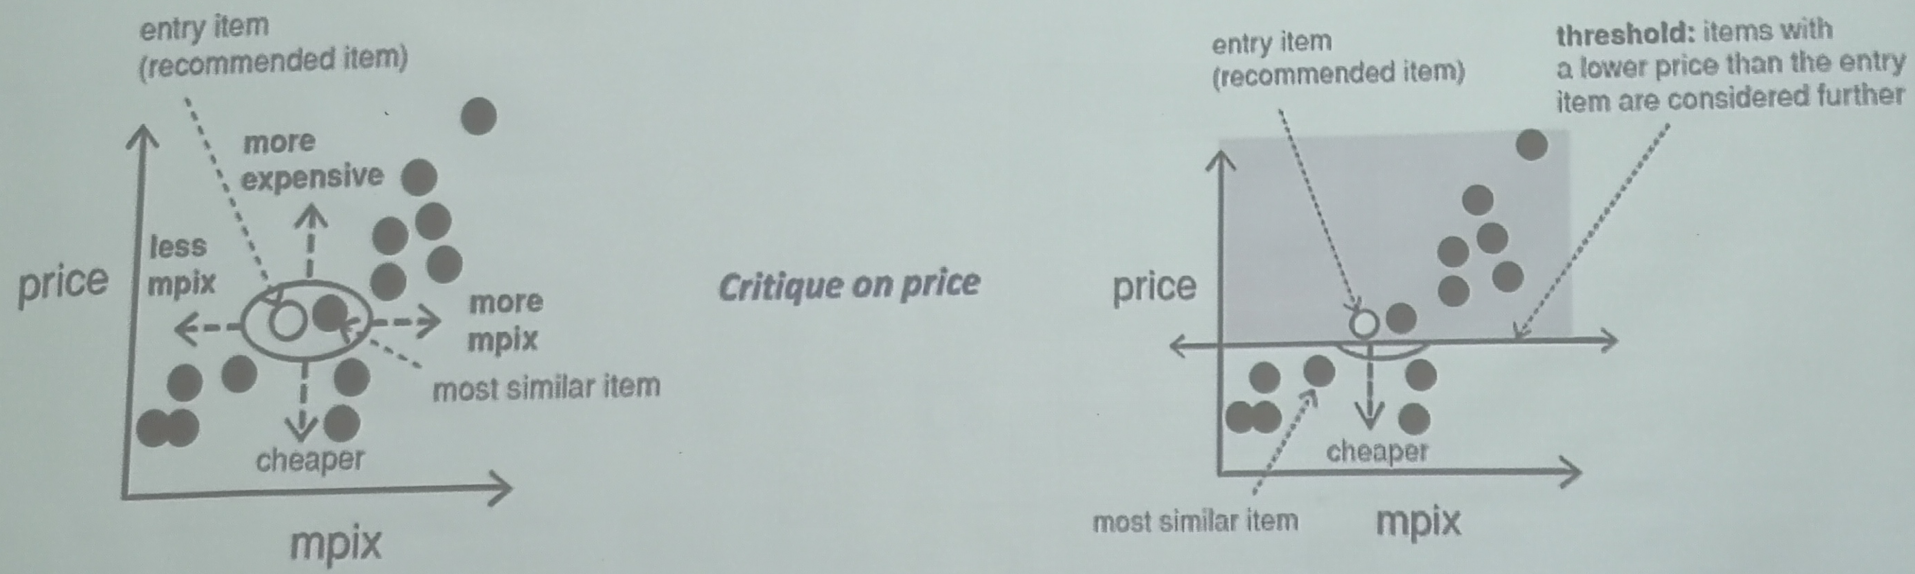 entry item
(recommended item)
more
expensive
less
mpix
price
more
mpix
most similar item
cheaper
mpix
Critique on price
entry item
(recommended item)
threshold: items with
a lower price than the entry
item are considered further
price
cheaper
most similar item
mpix